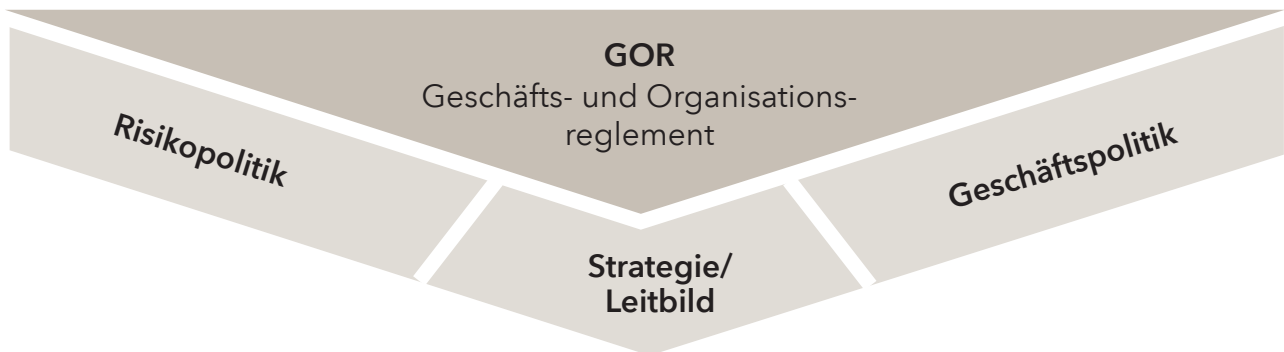 GOR
Geschäfts- und Organisations-
reglement
Risikopolitik
Geschäftspolitik
Strategie/
Leitbild